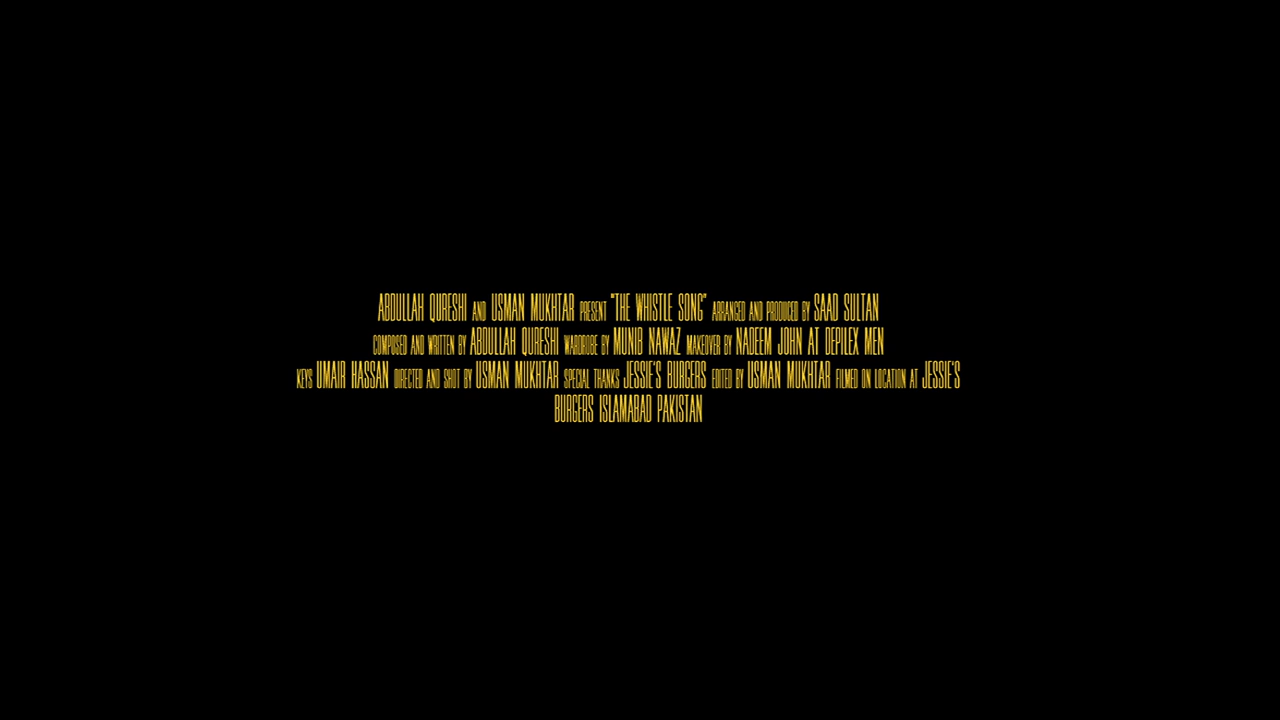 ABDULLAH QURESHI AND USMAN MUKHTAR PRESENT "THE WHISTLE SONG" ARRANGED AND PRODUCED BY SAAD SULTAN
COMPOSED AND WRITTEN BY ABDULLAH QURESHI WARDROBE BY MUNIB NAWAZ MAKEOVER BY NADEEM JOHN AT DEPILEX MEN
KEYS UMAIR HASSAN DIRECTED AND SHOT BY USMAN MUKHTAR SPECIAL THANKS JESSIE'S BURGERS EDITED BY USMAN MUKHTAR FILMED ON LOCATION AT JESSIE'S
BURGERS ISLAMABAD PAKISTAN